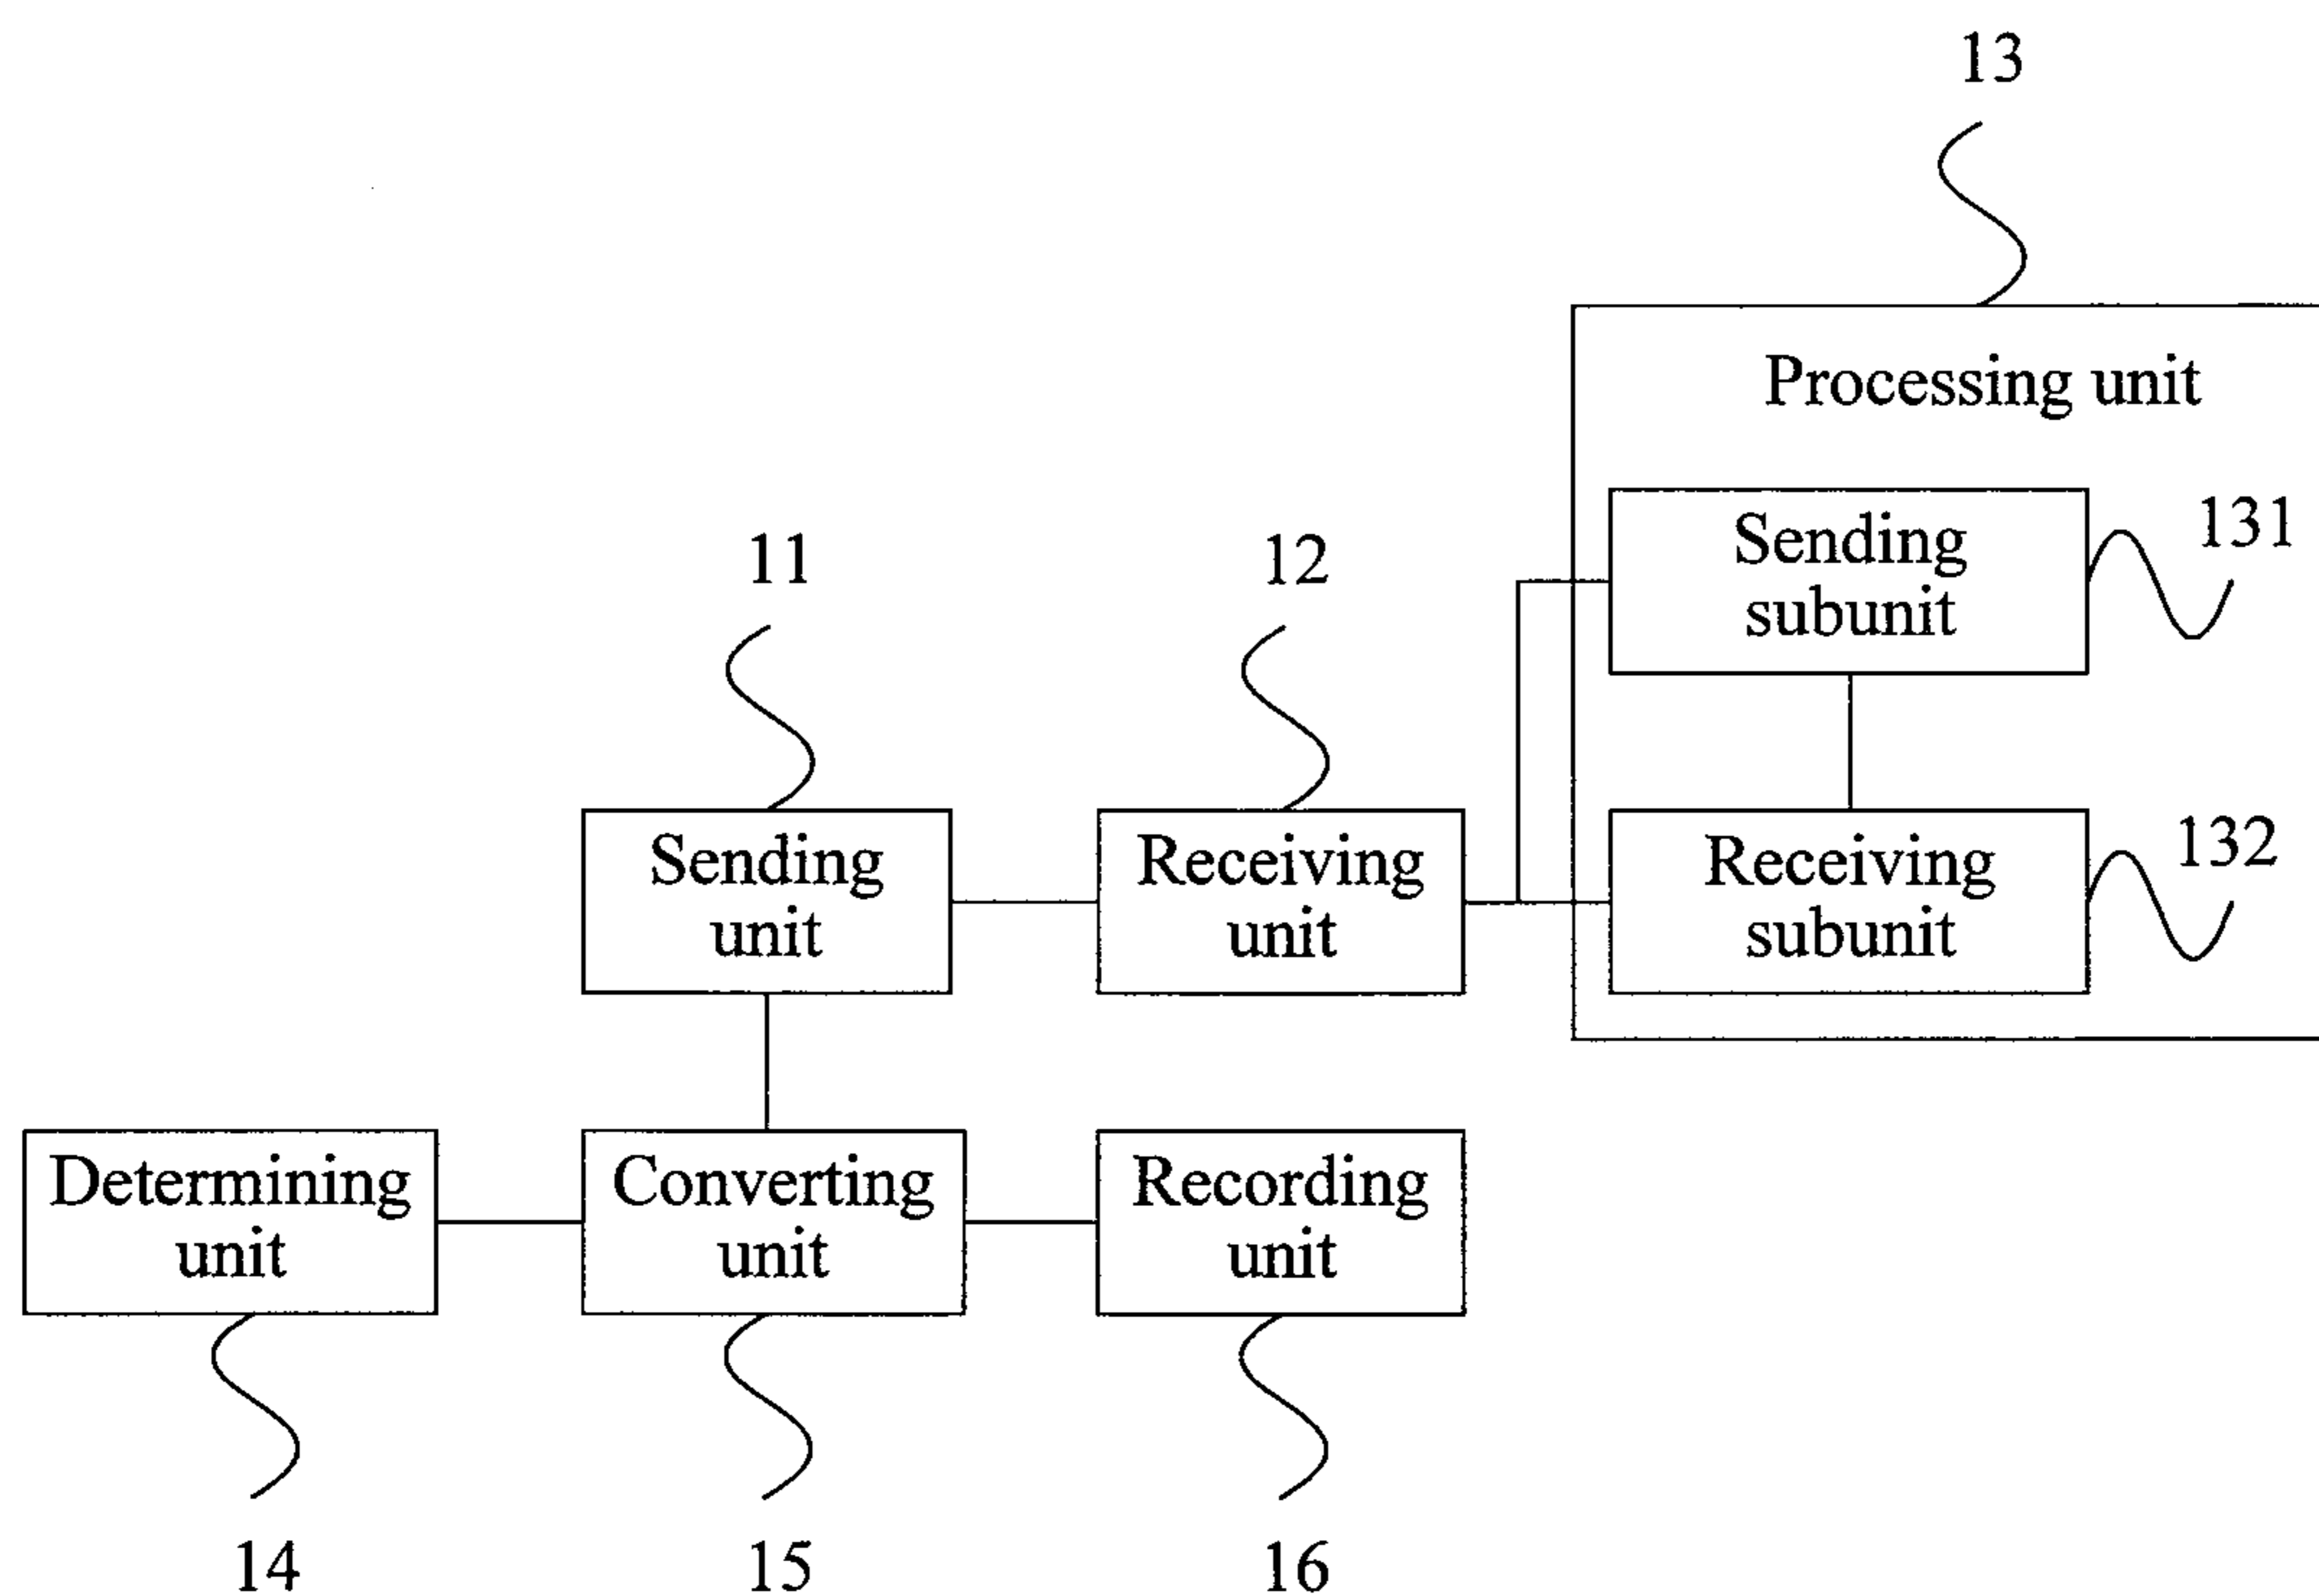 13
Processing unit
Sending
subunit
131
11
12
Sending
unit
Receiving
unit
Receiving
subunit
132
Determining
unit
Converting
unit
Recording
unit
14
15
16